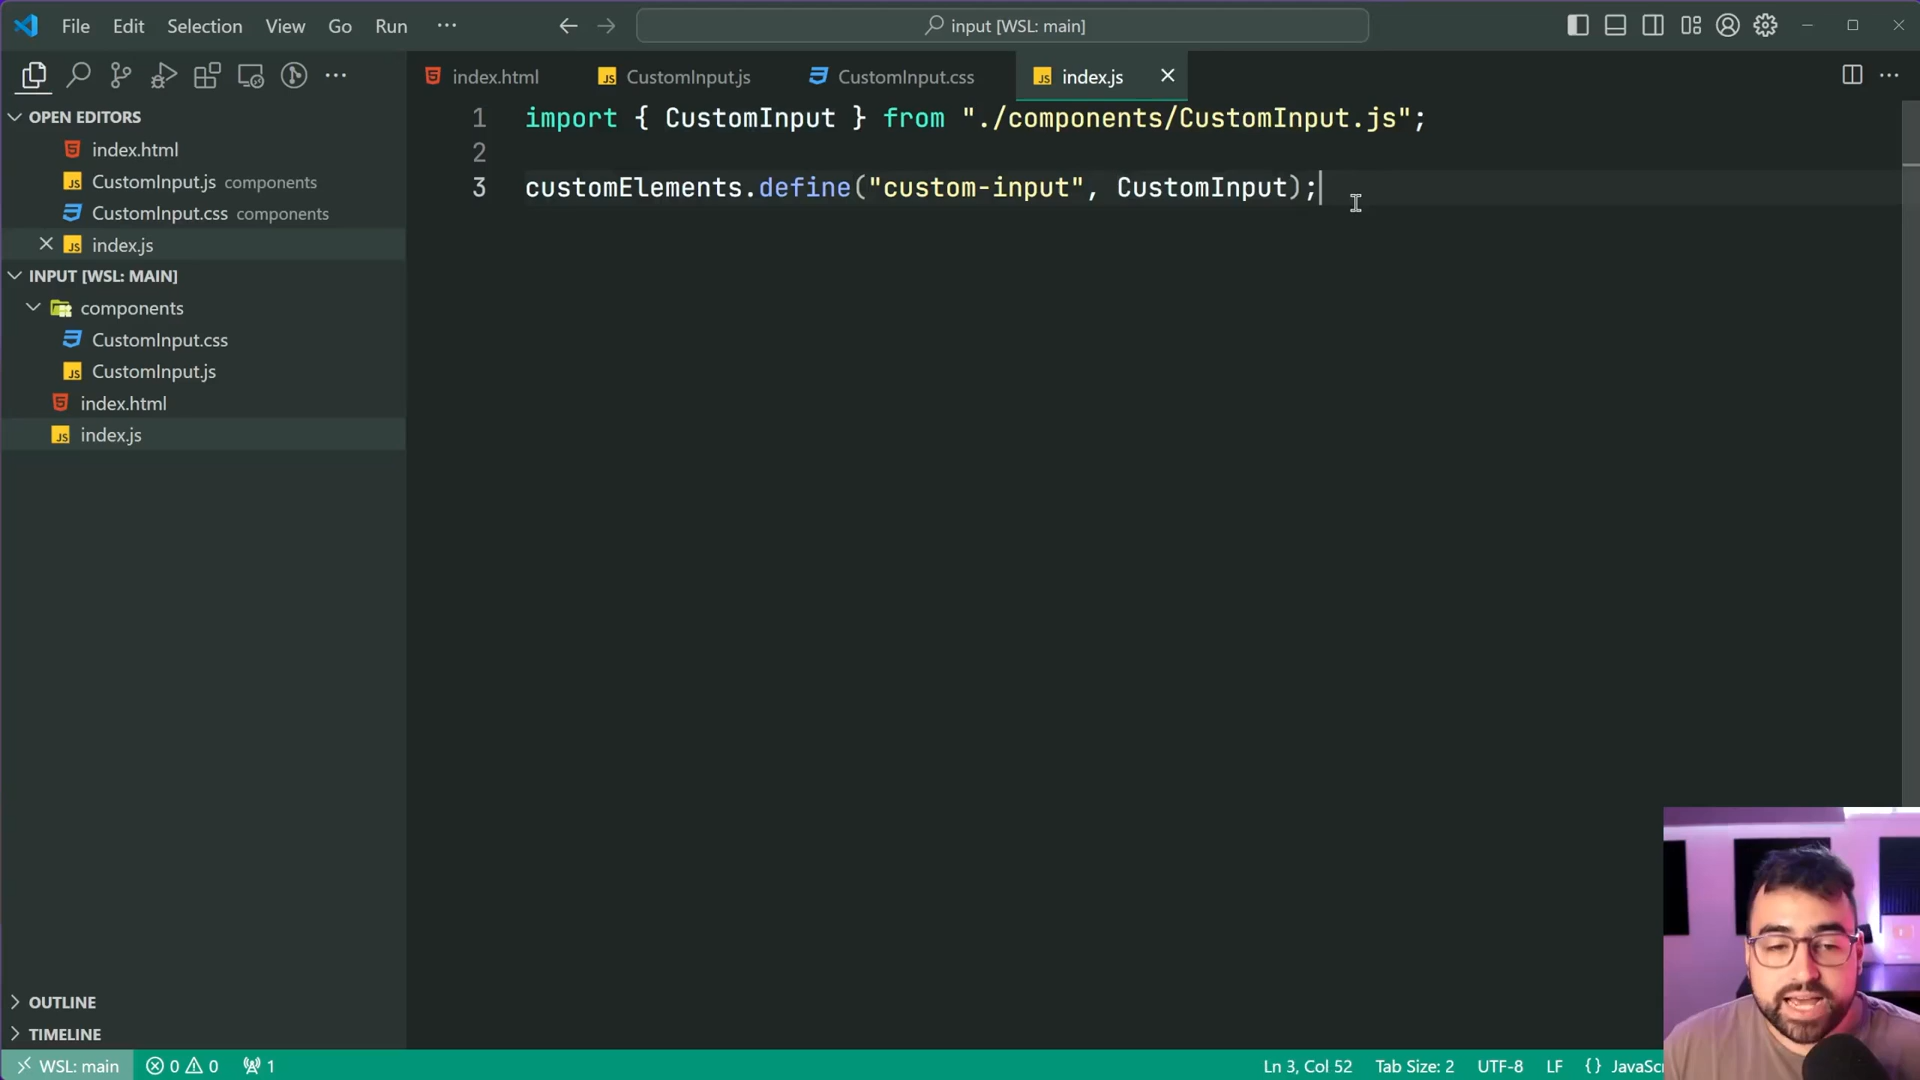 File Edit Selection View Go Run ··· input [WSL: main]
index.html CustomInput.js CustomInput.css index.js
OPEN EDITORS
index.html
CustomInput.js components
CustomInput.css components
index.js
INPUT [WSL: MAIN]
components
CustomInput.css
CustomInput.js
index.html
index.js
OUTLINE
TIMELINE
1 import { CustomInput } from "./components/CustomInput.js";
2
3 customElements.define("custom-input", CustomInput);
WSL: main 0 0 1 Ln 3, Col 52 Tab Size: 2 UTF-8 LF {}